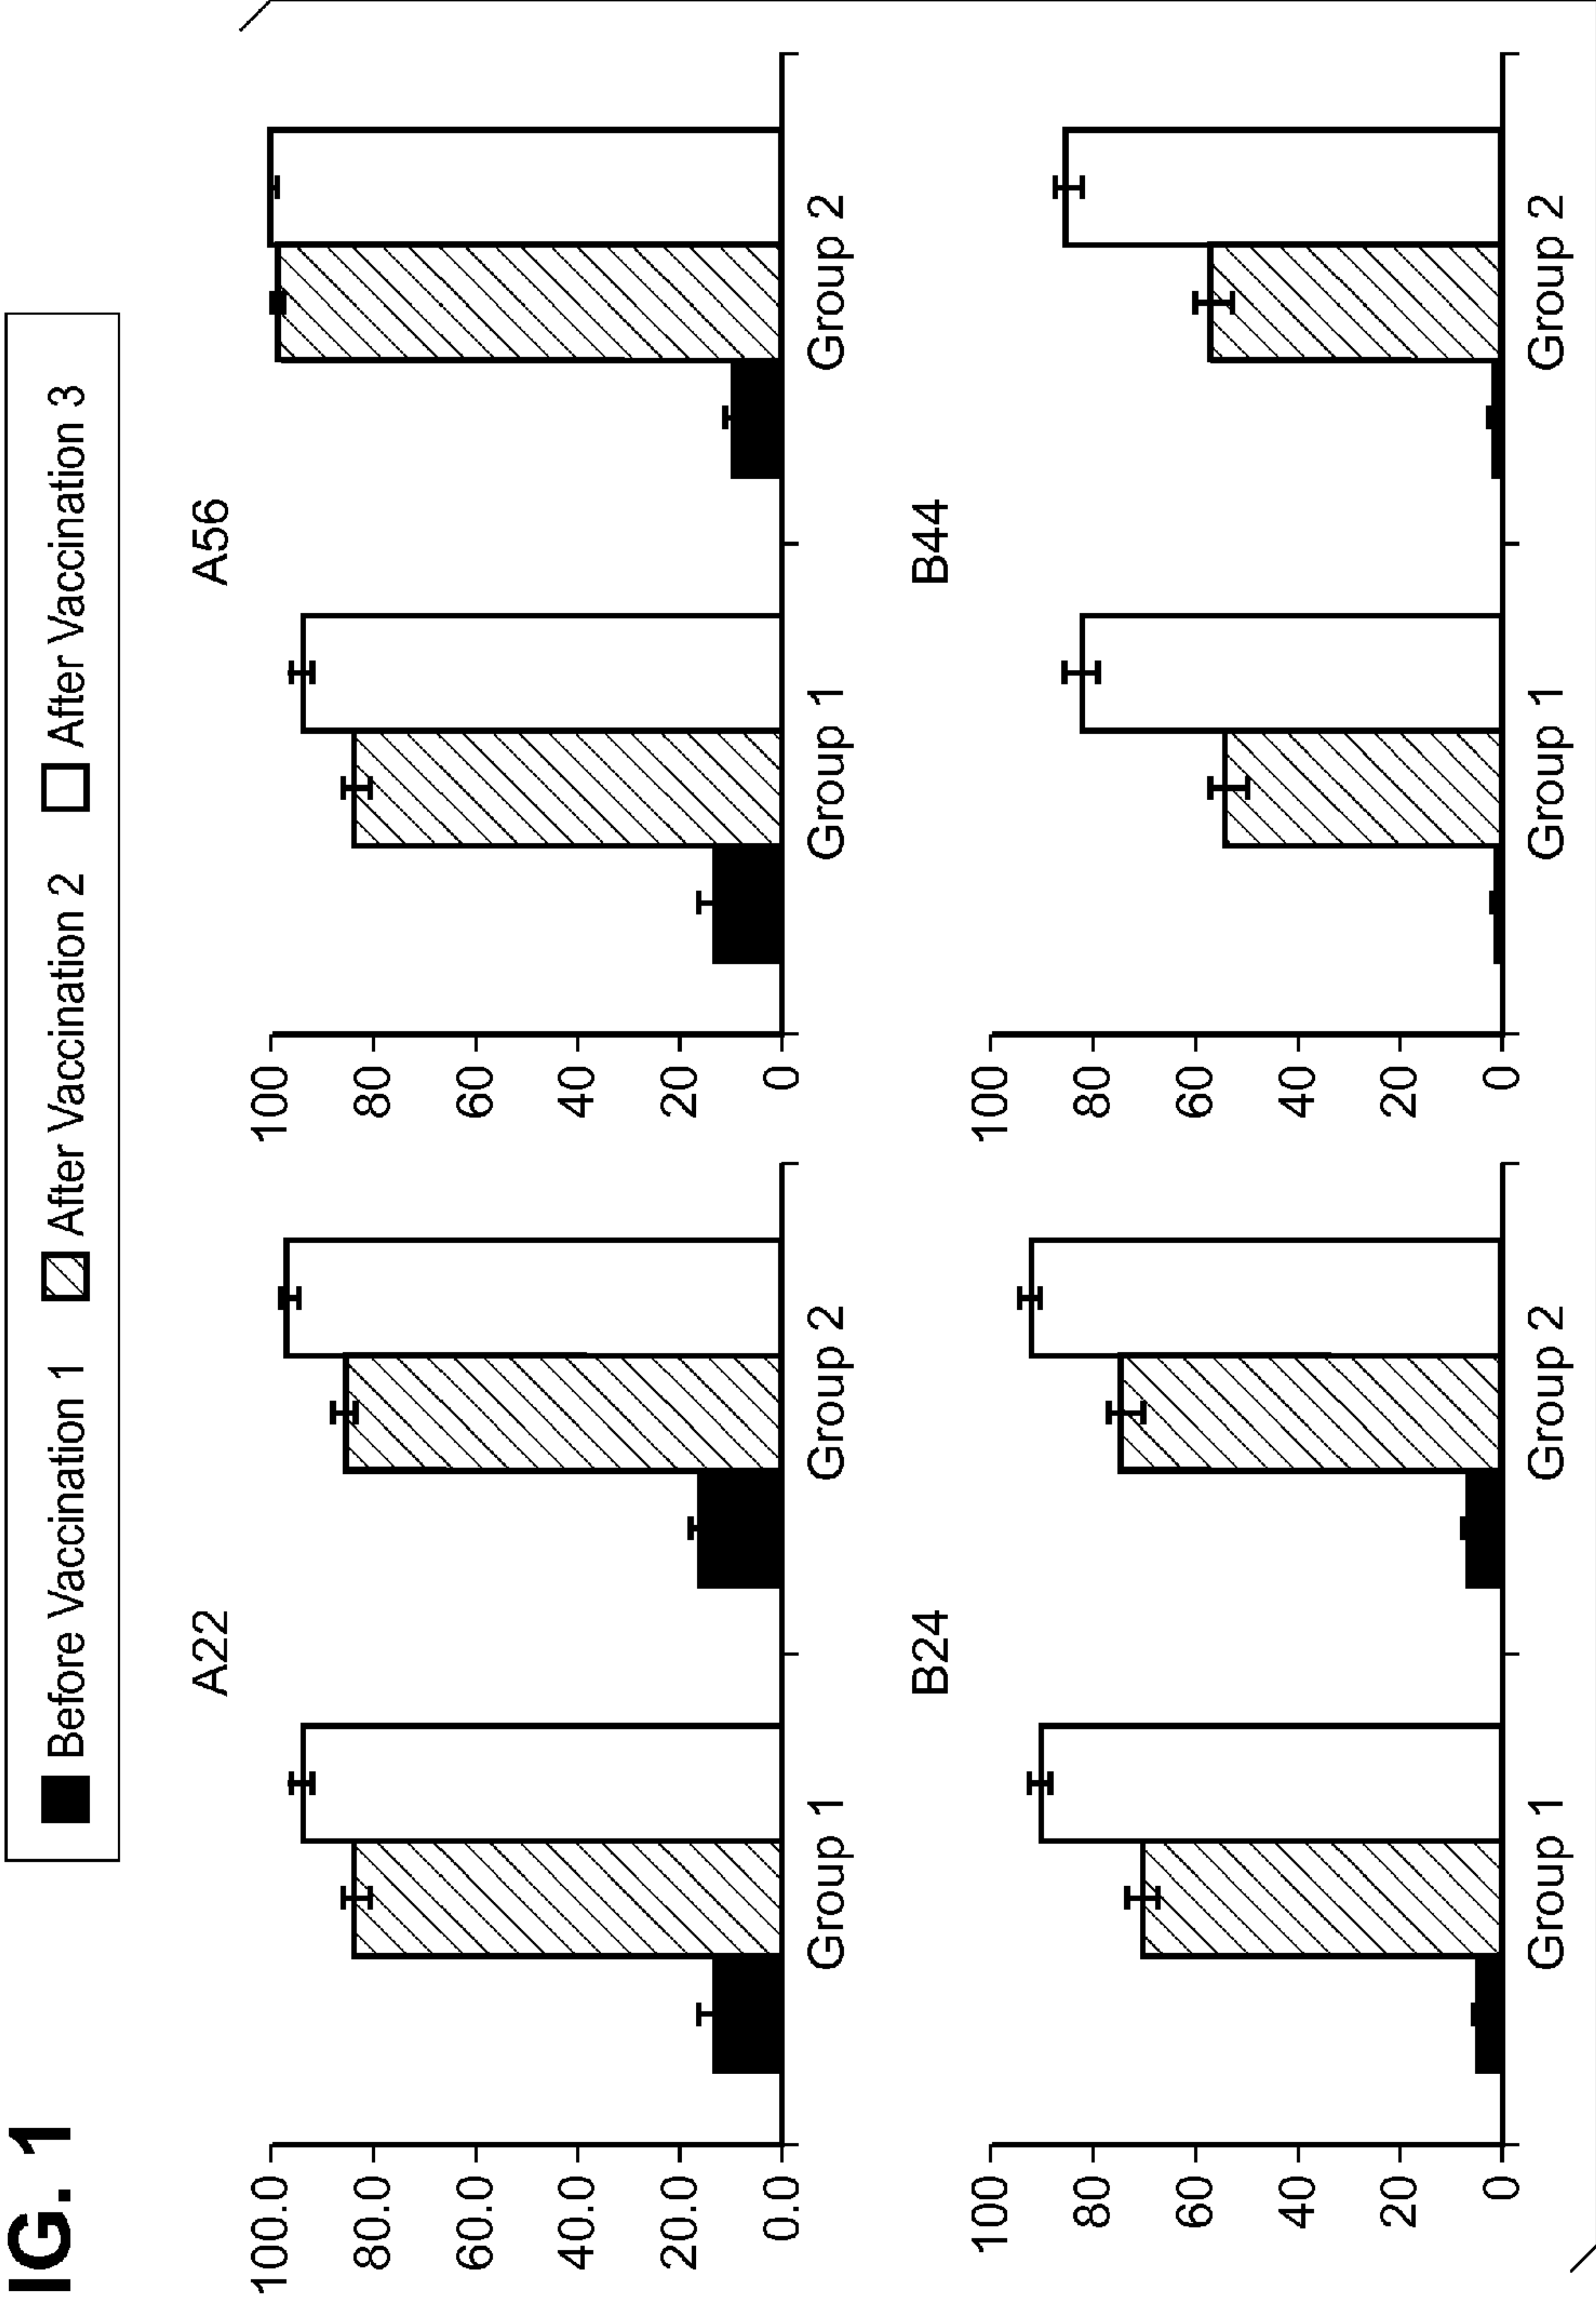 IG. 1
Before Vaccination 1 After Vaccination 2 After Vaccination 3
A22
100.0
80.0
60.0
40.0
20.0
0.0
Group 1 Group 2
A56
100
80
60
40
20
0
Group 1 Group 2
B24
100
80
60
40
20
0
Group 1 Group 2
B44
100
80
60
40
20
0
Group 1 Group 2